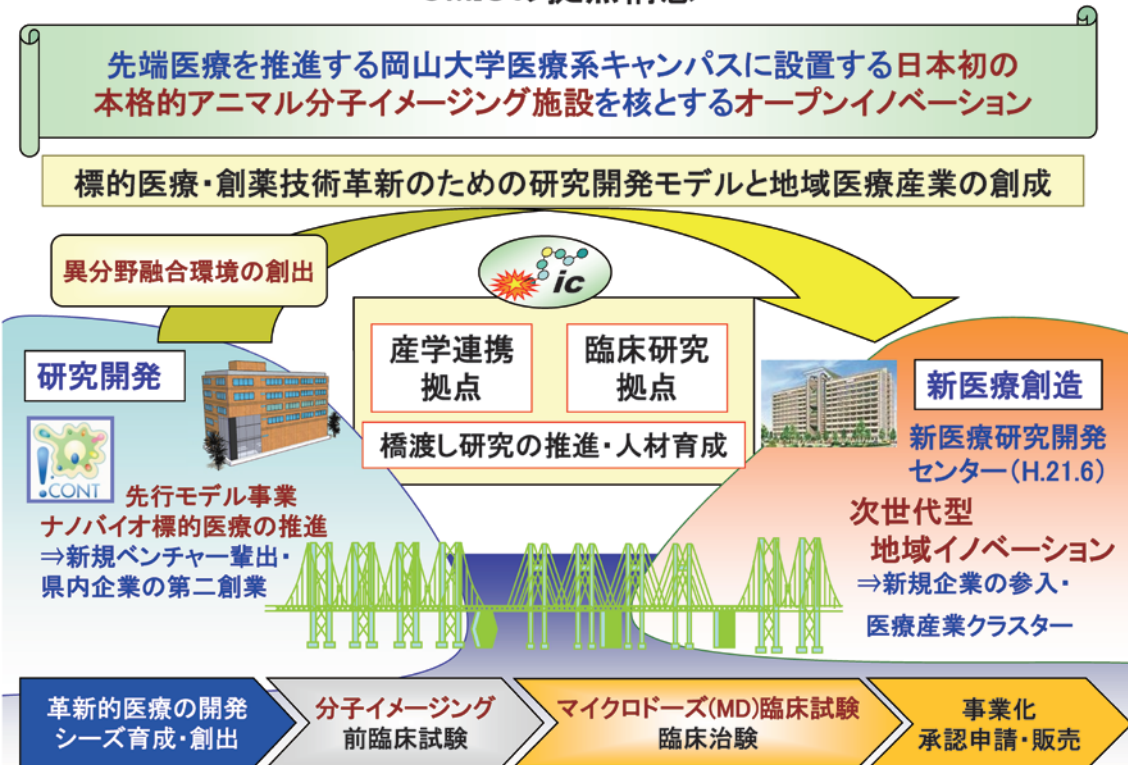 先端医療を推進する岡山大学医療系キャンパスに設置する日本初の
本格的アニマル分子イメージング施設を核とするオープンイノベーション
標的医療・創薬技術革新のための研究開発モデルと地域医療産業の創成
異分野融合環境の創出
ic
産学連携
拠点
臨床研究
拠点
橋渡し研究の推進・人材育成
研究開発
!.CONT
先行モデル事業
ナノバイオ標的医療の推進
⇒新規ベンチャー輩出・
県内企業の第二創業
新医療創造
新医療研究開発
センター(H.21.6)
次世代型
地域イノベーション
⇒新規企業の参入・
医療産業クラスター
革新的医療の開発
シーズ育成・創出
分子イメージング
前臨床試験
マイクロドーズ(MD)臨床試験
臨床治験
事業化
承認申請・販売